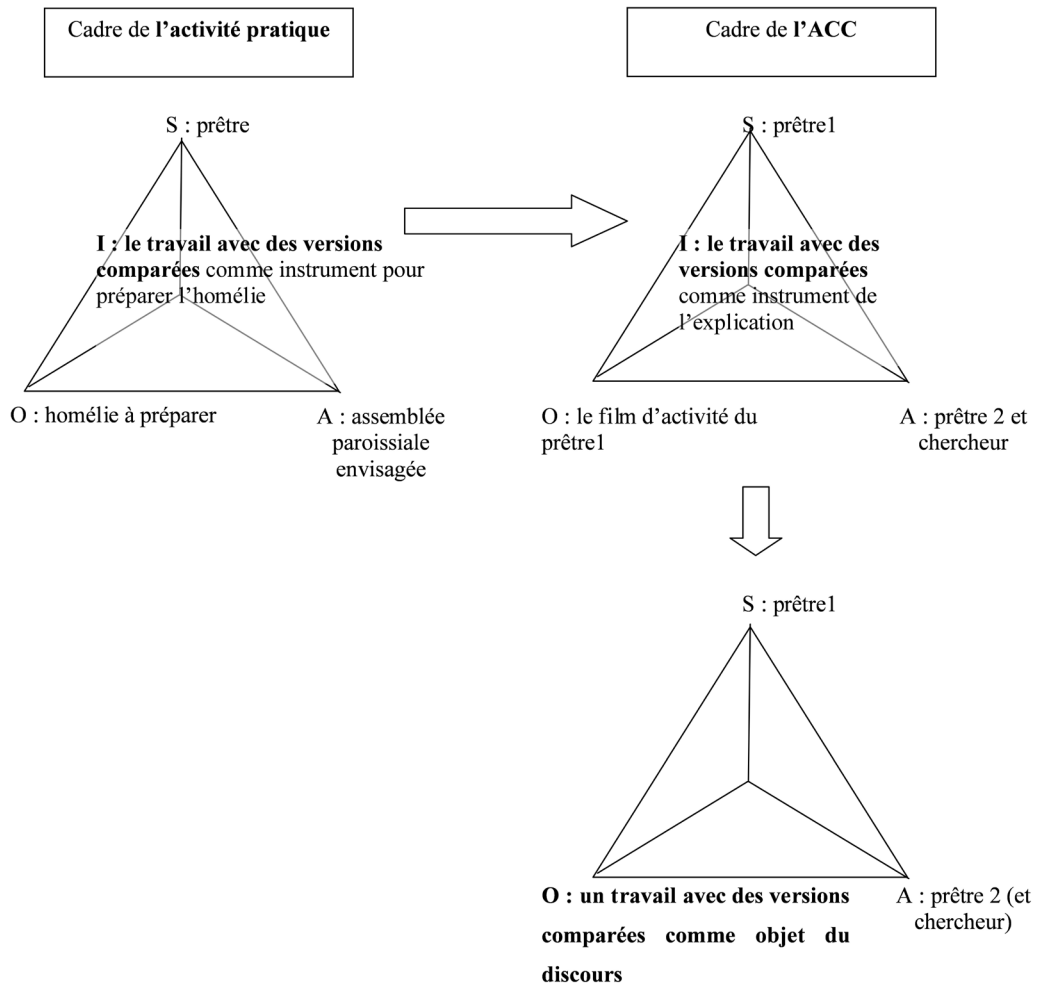 Cadre de l'activité pratique
Cadre de l'ACC
S : prêtre
I : le travail avec des versions
comparées comme instrument pour
préparer l'homélie
O : homélie à préparer
A : assemblée
paroissiale
envisagée
S : prêtre1
I : le travail avec des
versions comparées
comme instrument de
l'explication
O : le film d'activité du
prêtre1
A : prêtre 2 et
chercheur
S : prêtre1
O : un travail avec des versions
comparées comme objet du
discours
A : prêtre 2 (et
chercheur)